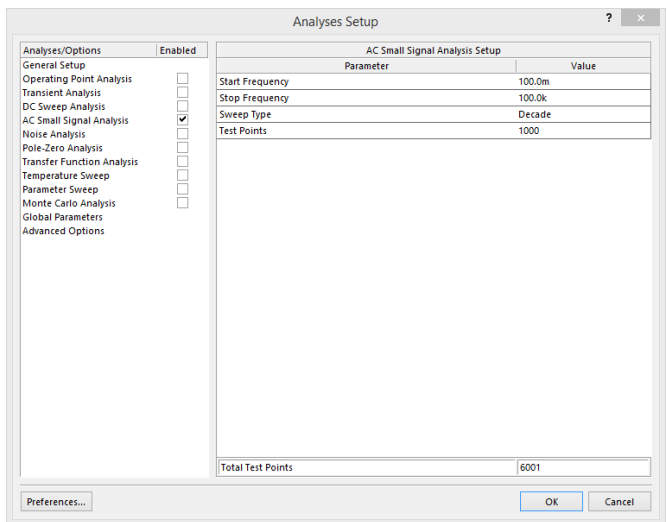 Analyses Setup
?
Analyses/Options Enabled
General Setup
Operating Point Analysis
Transient Analysis
DC Sweep Analysis
AC Small Signal Analysis
Noise Analysis
Pole-Zero Analysis
Transfer Function Analysis
Temperature Sweep
Parameter Sweep
Monte Carlo Analysis
Global Parameters
Advanced Options
AC Small Signal Analysis Setup
Parameter Value
Start Frequency 100.0m
Stop Frequency 100.0k
Sweep Type Decade
Test Points 1000
Total Test Points 6001
Preferences...
OK
Cancel